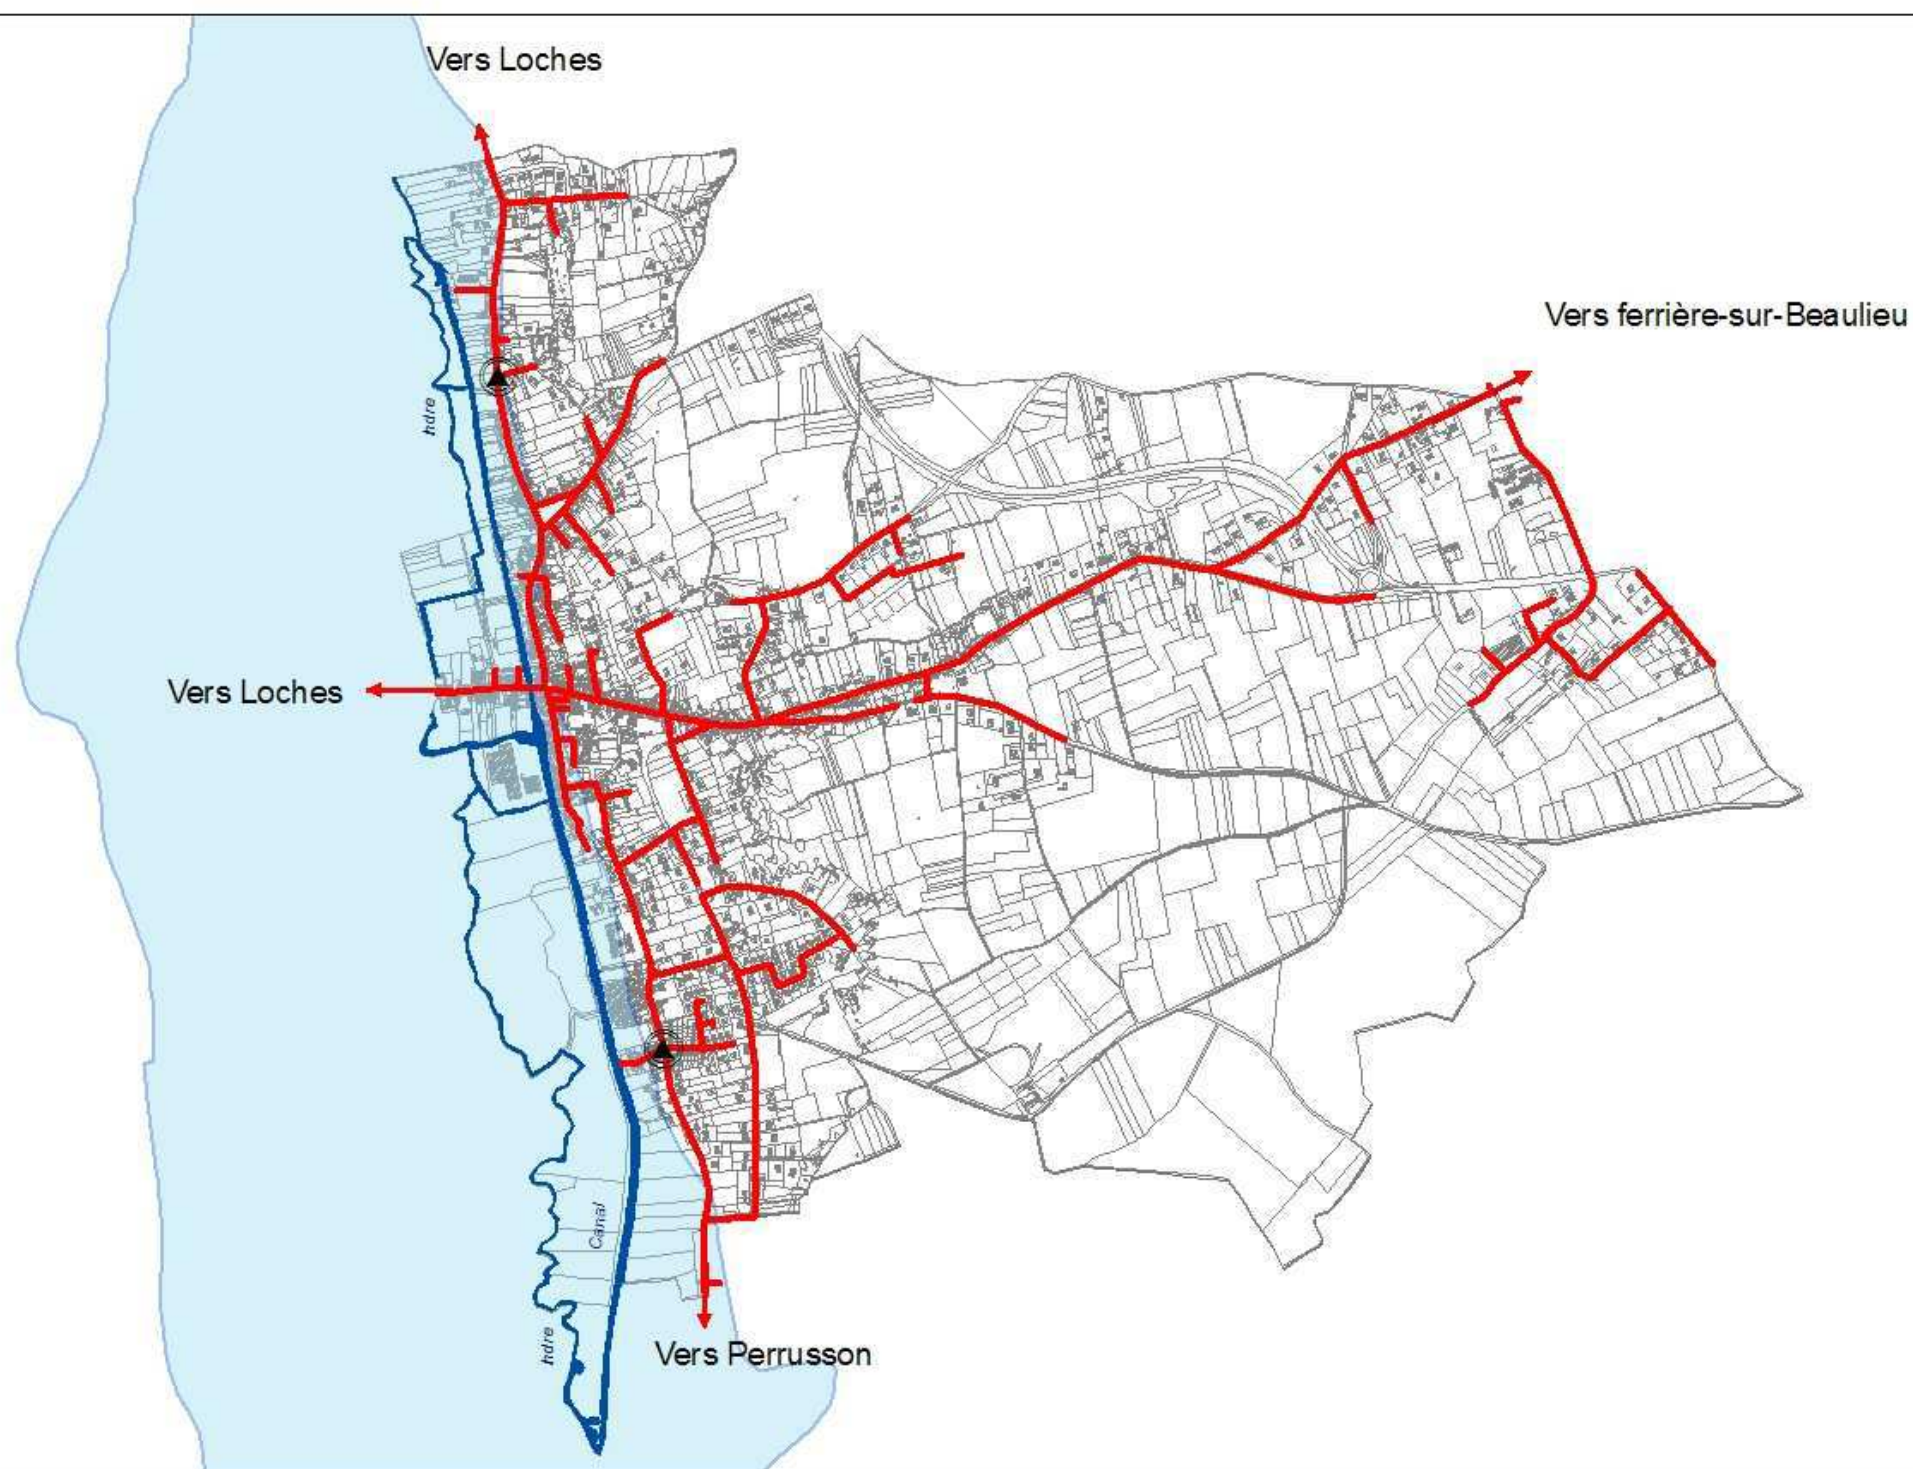 Vers Loches
Vers ferrière-sur-Beaulieu
Indre
Vers Loches
Canal
Indre
Vers Perrusson